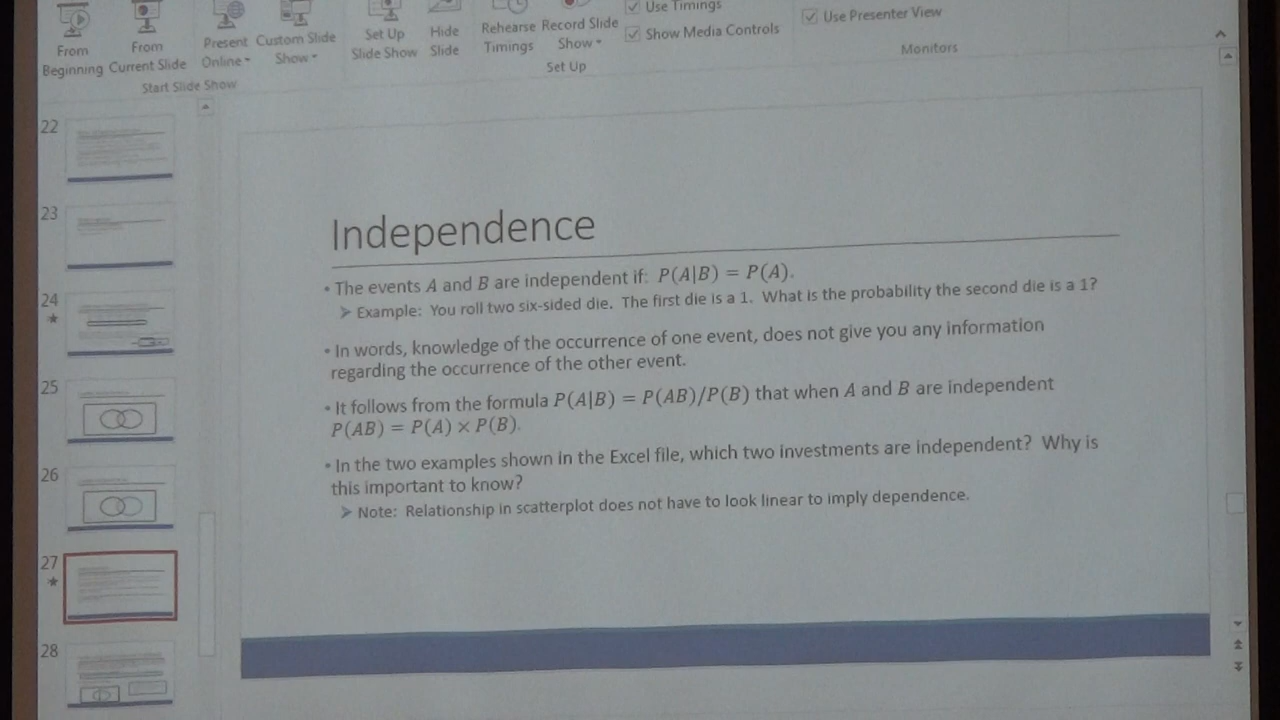 From Beginning
From Current Slide
Present Online
Custom Slide Show
Start Slide Show
Set Up Slide Show
Hide Slide
Rehearse Timings
Record Slide Show
Use Timings
Show Media Controls
Set Up
Use Presenter View
Monitors
22
23
24
25
26
27
28
Independence
• The events A and B are independent if: P(A|B) = P(A).
➢ Example: You roll two six-sided die. The first die is a 1. What is the probability the second die is a 1?
• In words, knowledge of the occurrence of one event, does not give you any information
regarding the occurrence of the other event.
• It follows from the formula P(A|B) = P(AB)/P(B) that when A and B are independent
P(AB) = P(A) × P(B).
• In the two examples shown in the Excel file, which two investments are independent? Why is
this important to know?
➢ Note: Relationship in scatterplot does not have to look linear to imply dependence.